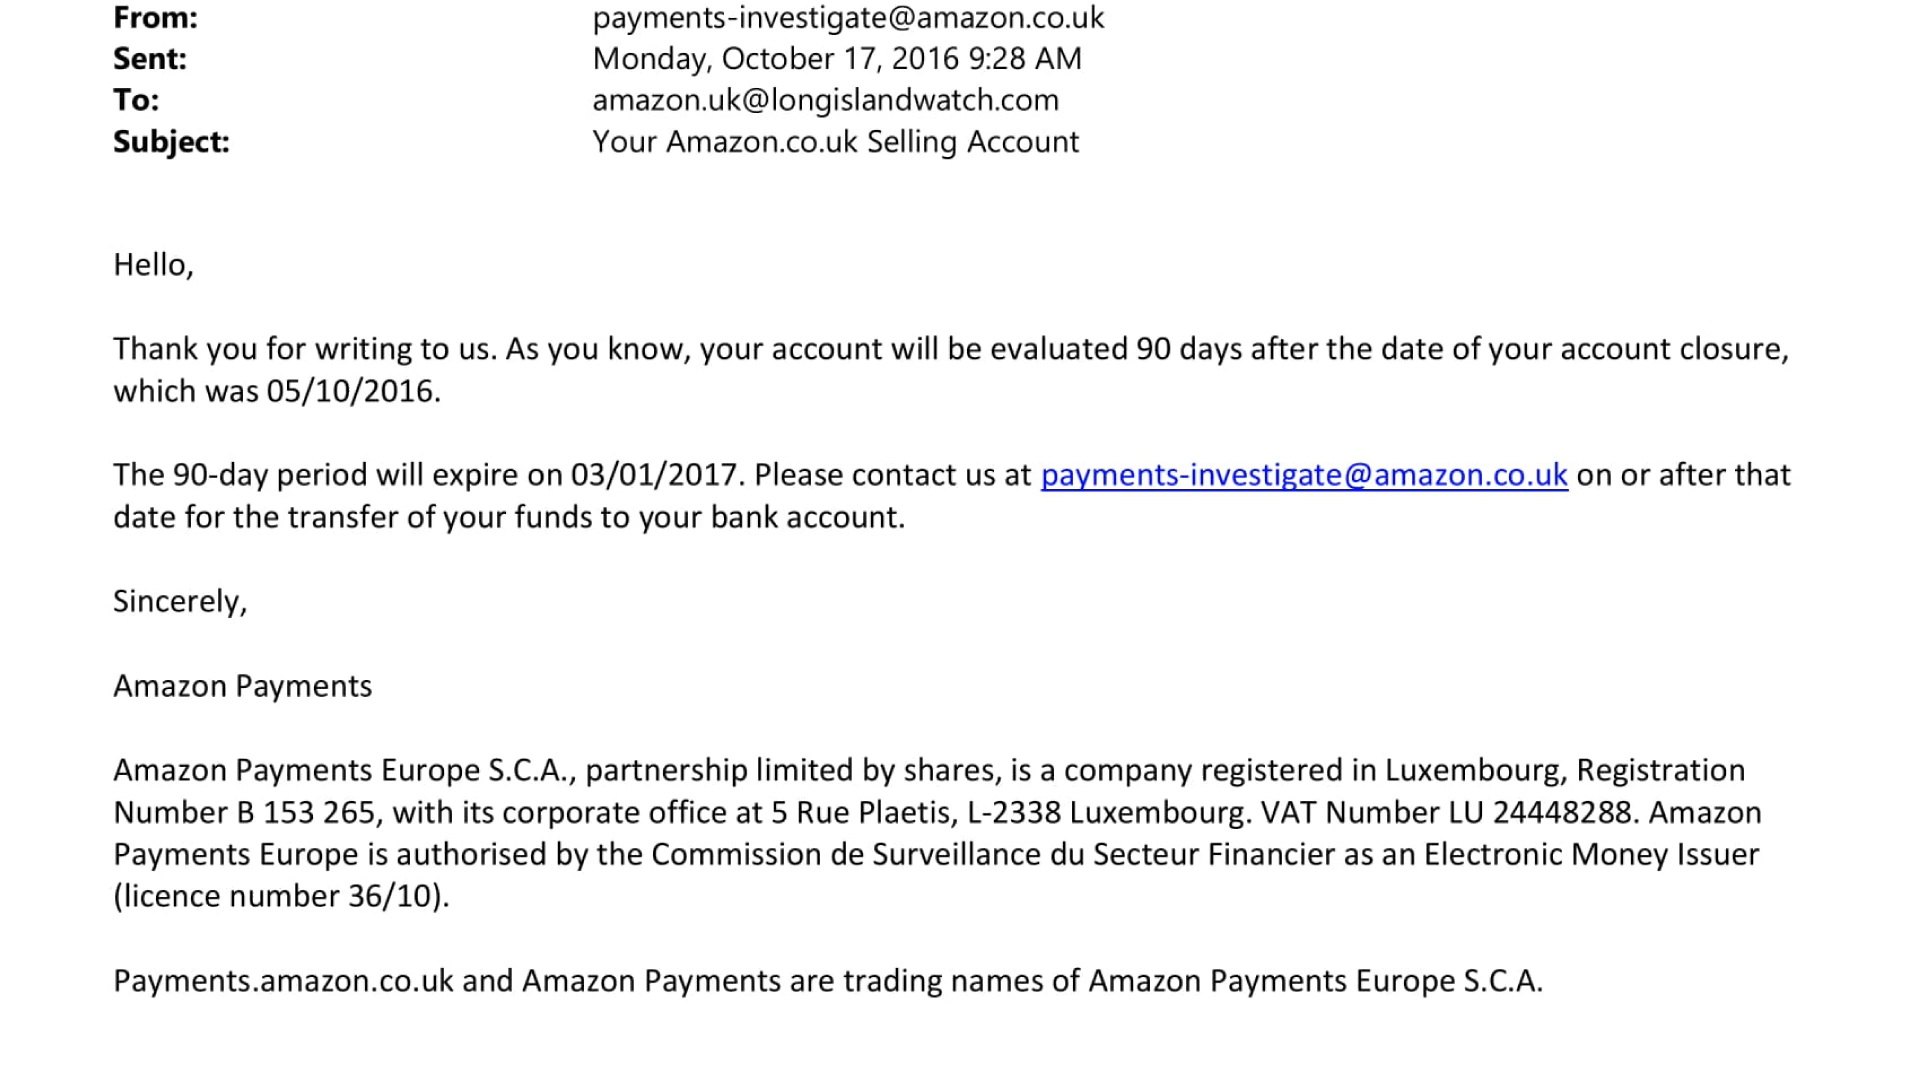 From: payments-investigate@amazon.co.uk
Sent: Monday, October 17, 2016 9:28 AM
To: amazon.uk@longislandwatch.com
Subject: Your Amazon.co.uk Selling Account
Hello,
Thank you for writing to us. As you know, your account will be evaluated 90 days after the date of your account closure,
which was 05/10/2016.
The 90-day period will expire on 03/01/2017. Please contact us at payments-investigate@amazon.co.uk on or after that
date for the transfer of your funds to your bank account.
Sincerely,
Amazon Payments
Amazon Payments Europe S.C.A., partnership limited by shares, is a company registered in Luxembourg, Registration
Number B 153 265, with its corporate office at 5 Rue Plaetis, L-2338 Luxembourg. VAT Number LU 24448288. Amazon
Payments Europe is authorised by the Commission de Surveillance du Secteur Financier as an Electronic Money Issuer
(licence number 36/10).
Payments.amazon.co.uk and Amazon Payments are trading names of Amazon Payments Europe S.C.A.